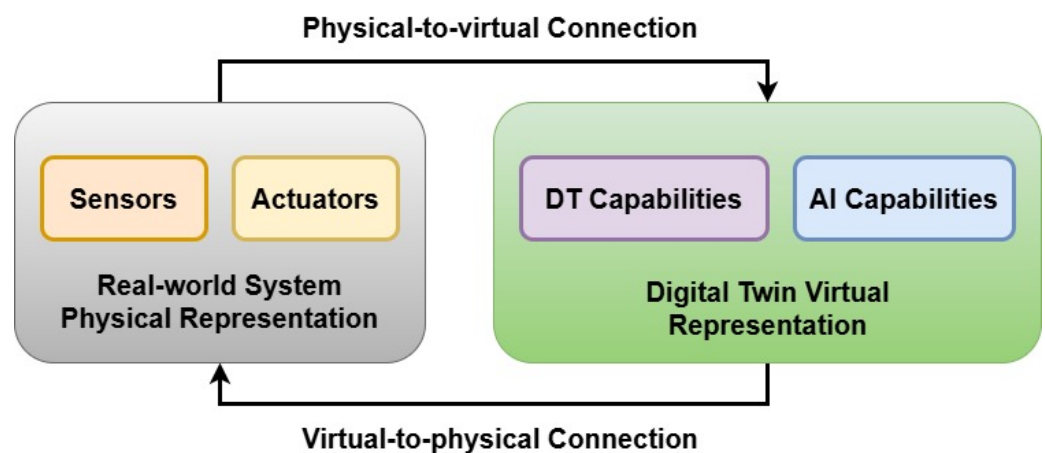 Physical-to-virtual Connection
Sensors
Actuators
Real-world System
Physical Representation
DT Capabilities
AI Capabilities
Digital Twin Virtual
Representation
Virtual-to-physical Connection